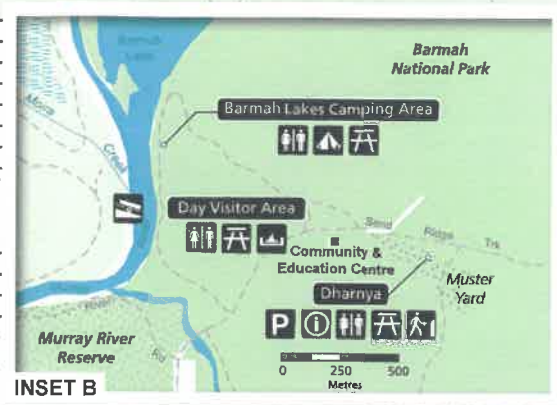 Barmah
Lake
Barmah
National Park
Moira
Creek
Barmah Lakes Camping Area
Day Visitor Area
Sand Ridge Trk
Community &
Education Centre
Dharnya
Muster
Yard
P
i
River
Rd
Murray River
Reserve
0 250 500
Metres
INSET B